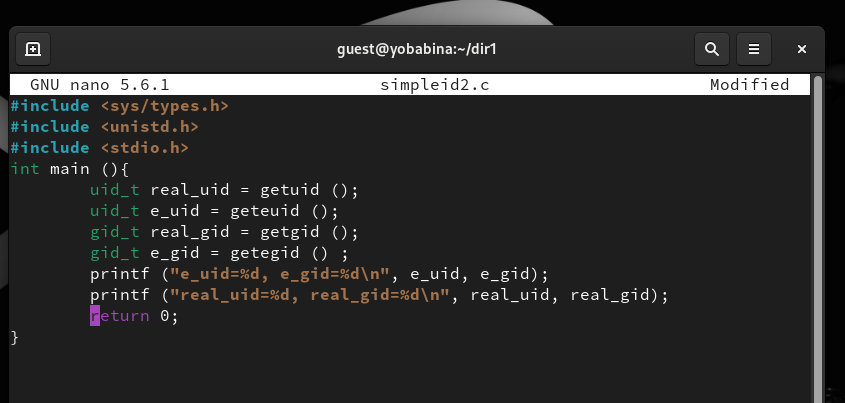 guest@yobabina:~/dir1
GNU nano 5.6.1 simpleid2.c Modified
#include <sys/types.h>
#include <unistd.h>
#include <stdio.h>
int main (){
        uid_t real_uid = getuid ();
        uid_t e_uid = geteuid ();
        gid_t real_gid = getgid ();
        gid_t e_gid = getegid () ;
        printf ("e_uid=%d, e_gid=%d\n", e_uid, e_gid);
        printf ("real_uid=%d, real_gid=%d\n", real_uid, real_gid);
        return 0;
}